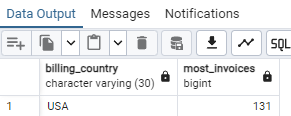 Data Output Messages Notifications
SQL
billing_country most_invoices
character varying (30) bigint
1 USA 131